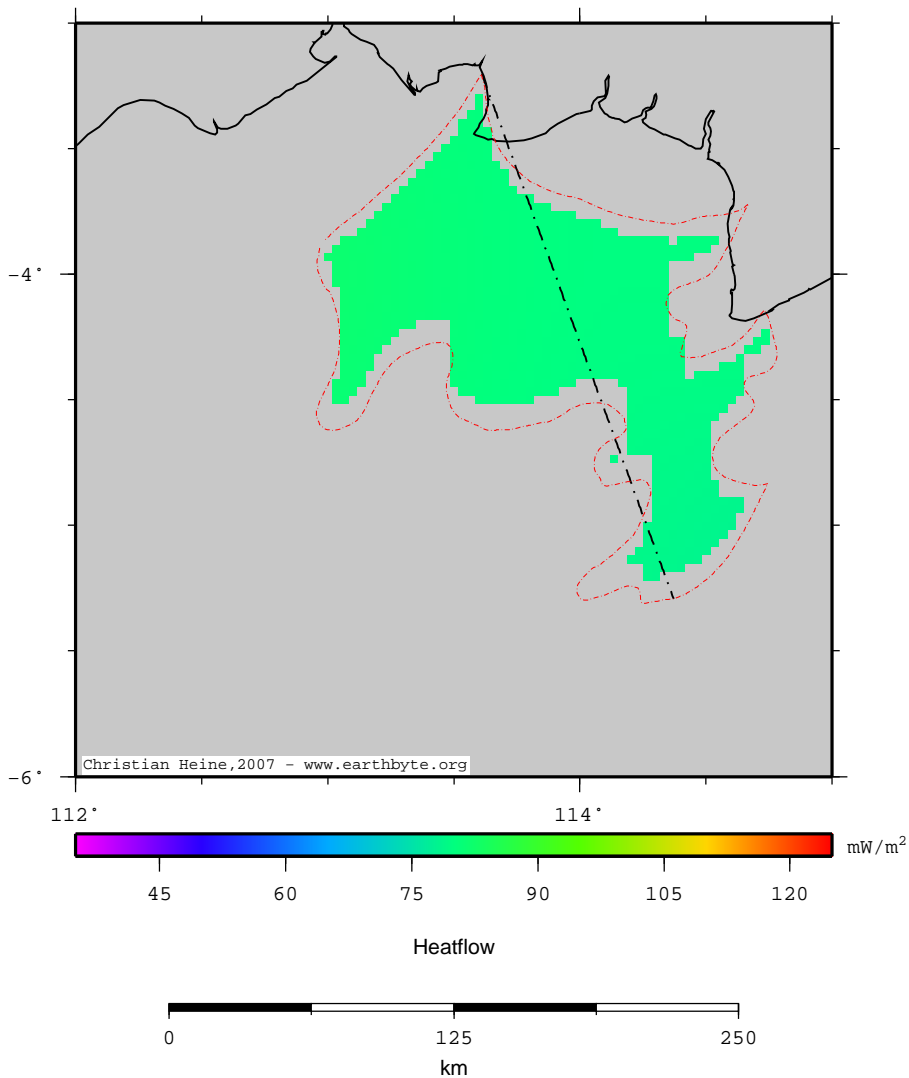 -4°
-6°
Christian Heine,2007 - www.earthbyte.org
112° 114°
mW/m²
45 60 75 90 105 120
Heatflow
0 125 250
km